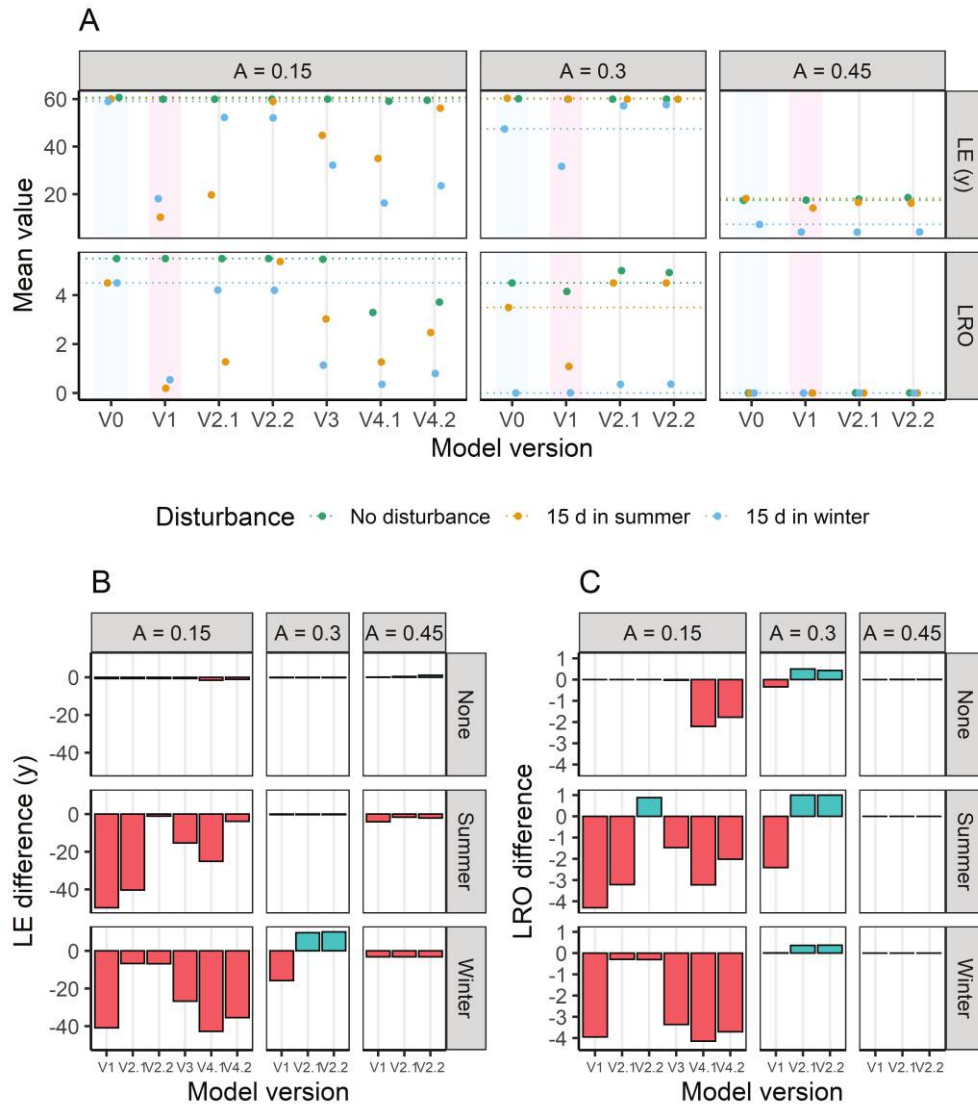 A
A = 0.15
A = 0.3
A = 0.45
Mean value
60
40
20
LE (y)
4
2
0
LRO
V0
V1
V2.1
V2.2
V3
V4.1
V4.2
V0
V1
V2.1
V2.2
V0
V1
V2.1
V2.2
Model version
Disturbance
No disturbance
15 d in summer
15 d in winter
B
A = 0.15
A = 0.3
A = 0.45
LE difference (y)
0
-20
-40
None
0
-20
-40
Summer
0
-20
-40
Winter
V1
V2.1
V2.2
V3
V4.1
V4.2
V1
V2.1
V2.2
V1
V2.1
V2.2
Model version
C
A = 0.15
A = 0.3
A = 0.45
LRO difference
1
0
-1
-2
-3
-4
None
1
0
-1
-2
-3
-4
Summer
1
0
-1
-2
-3
-4
Winter
V1
V2.1
V2.2
V3
V4.1
V4.2
V1
V2.1
V2.2
V1
V2.1
V2.2
Model version